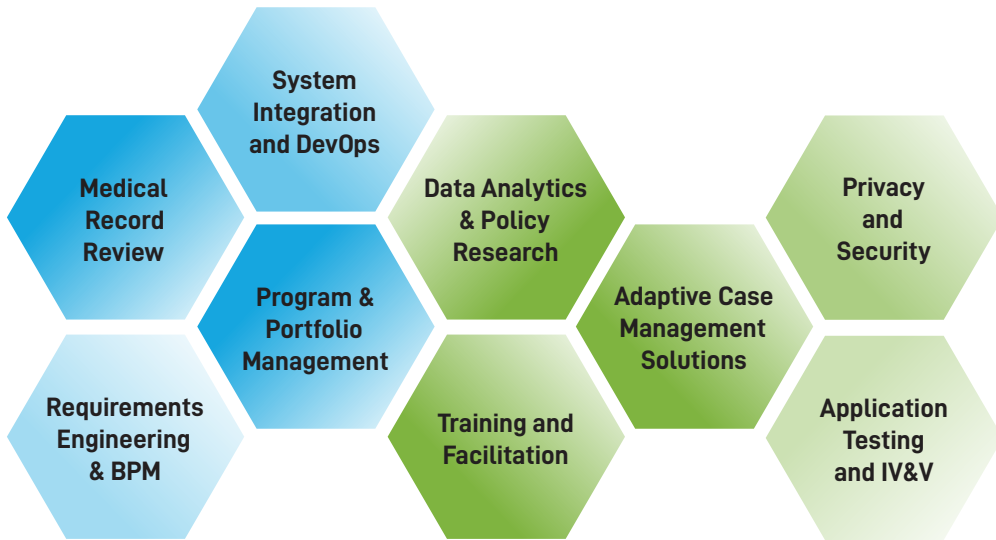 System
Integration
and DevOps
Medical
Record
Review
Data Analytics
& Policy
Research
Privacy
and
Security
Program &
Portfolio
Management
Adaptive Case
Management
Solutions
Requirements
Engineering
& BPM
Training and
Facilitation
Application
Testing
and IV&V